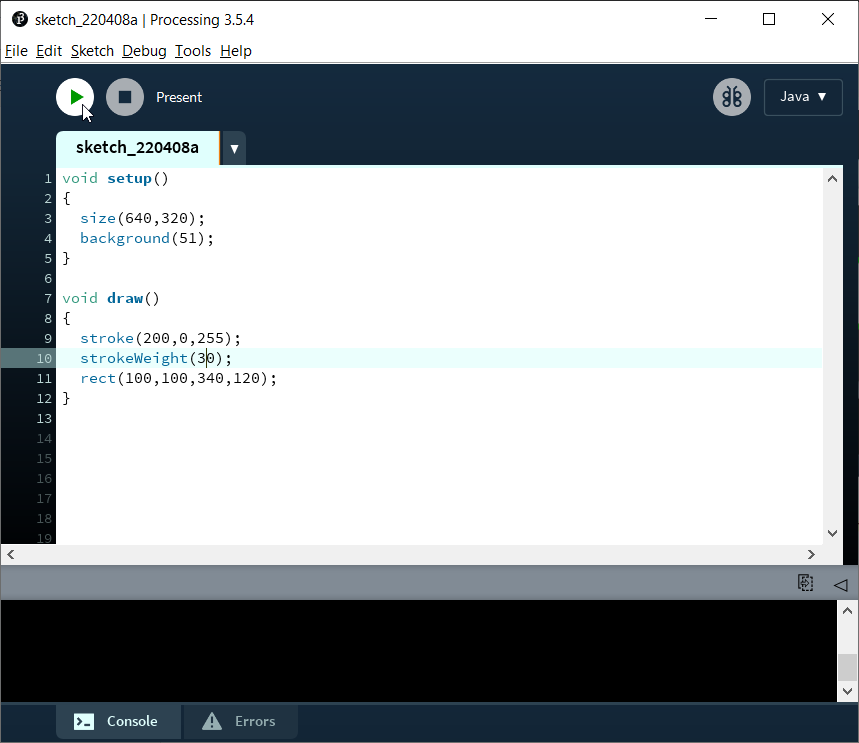 sketch_220408a | Processing 3.5.4
File Edit Sketch Debug Tools Help
Present
Java ▼
sketch_220408a ▼
1 void setup()
2 {
3   size(640,320);
4   background(51);
5 }
6
7 void draw()
8 {
9   stroke(200,0,255);
10   strokeWeight(30);
11   rect(100,100,340,120);
12 }
13
14
15
16
17
18
19
Console Errors